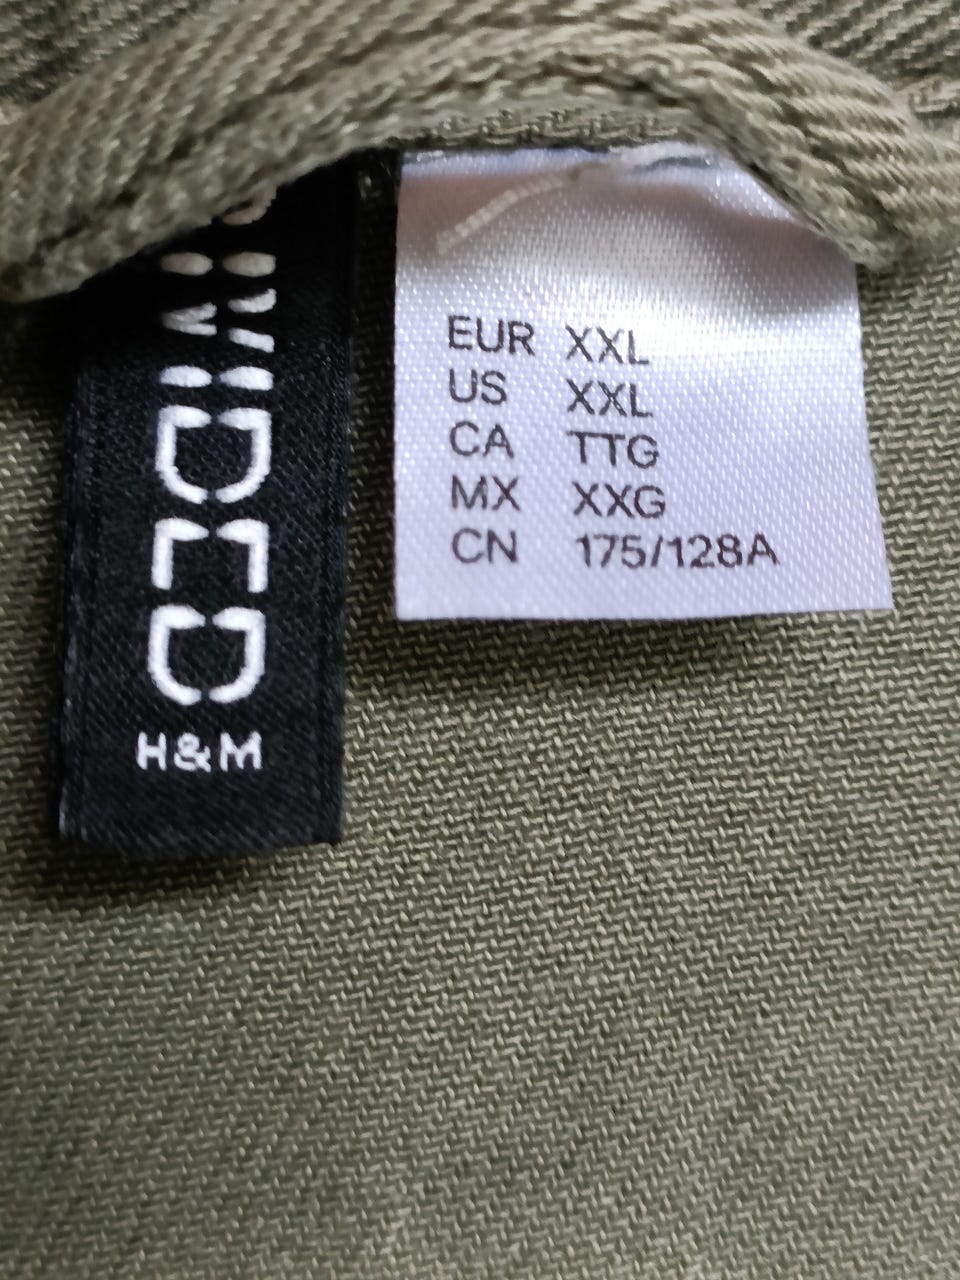 DIVIDED
H&M
EUR XXL
US XXL
CA TTG
MX XXG
CN 175/128A